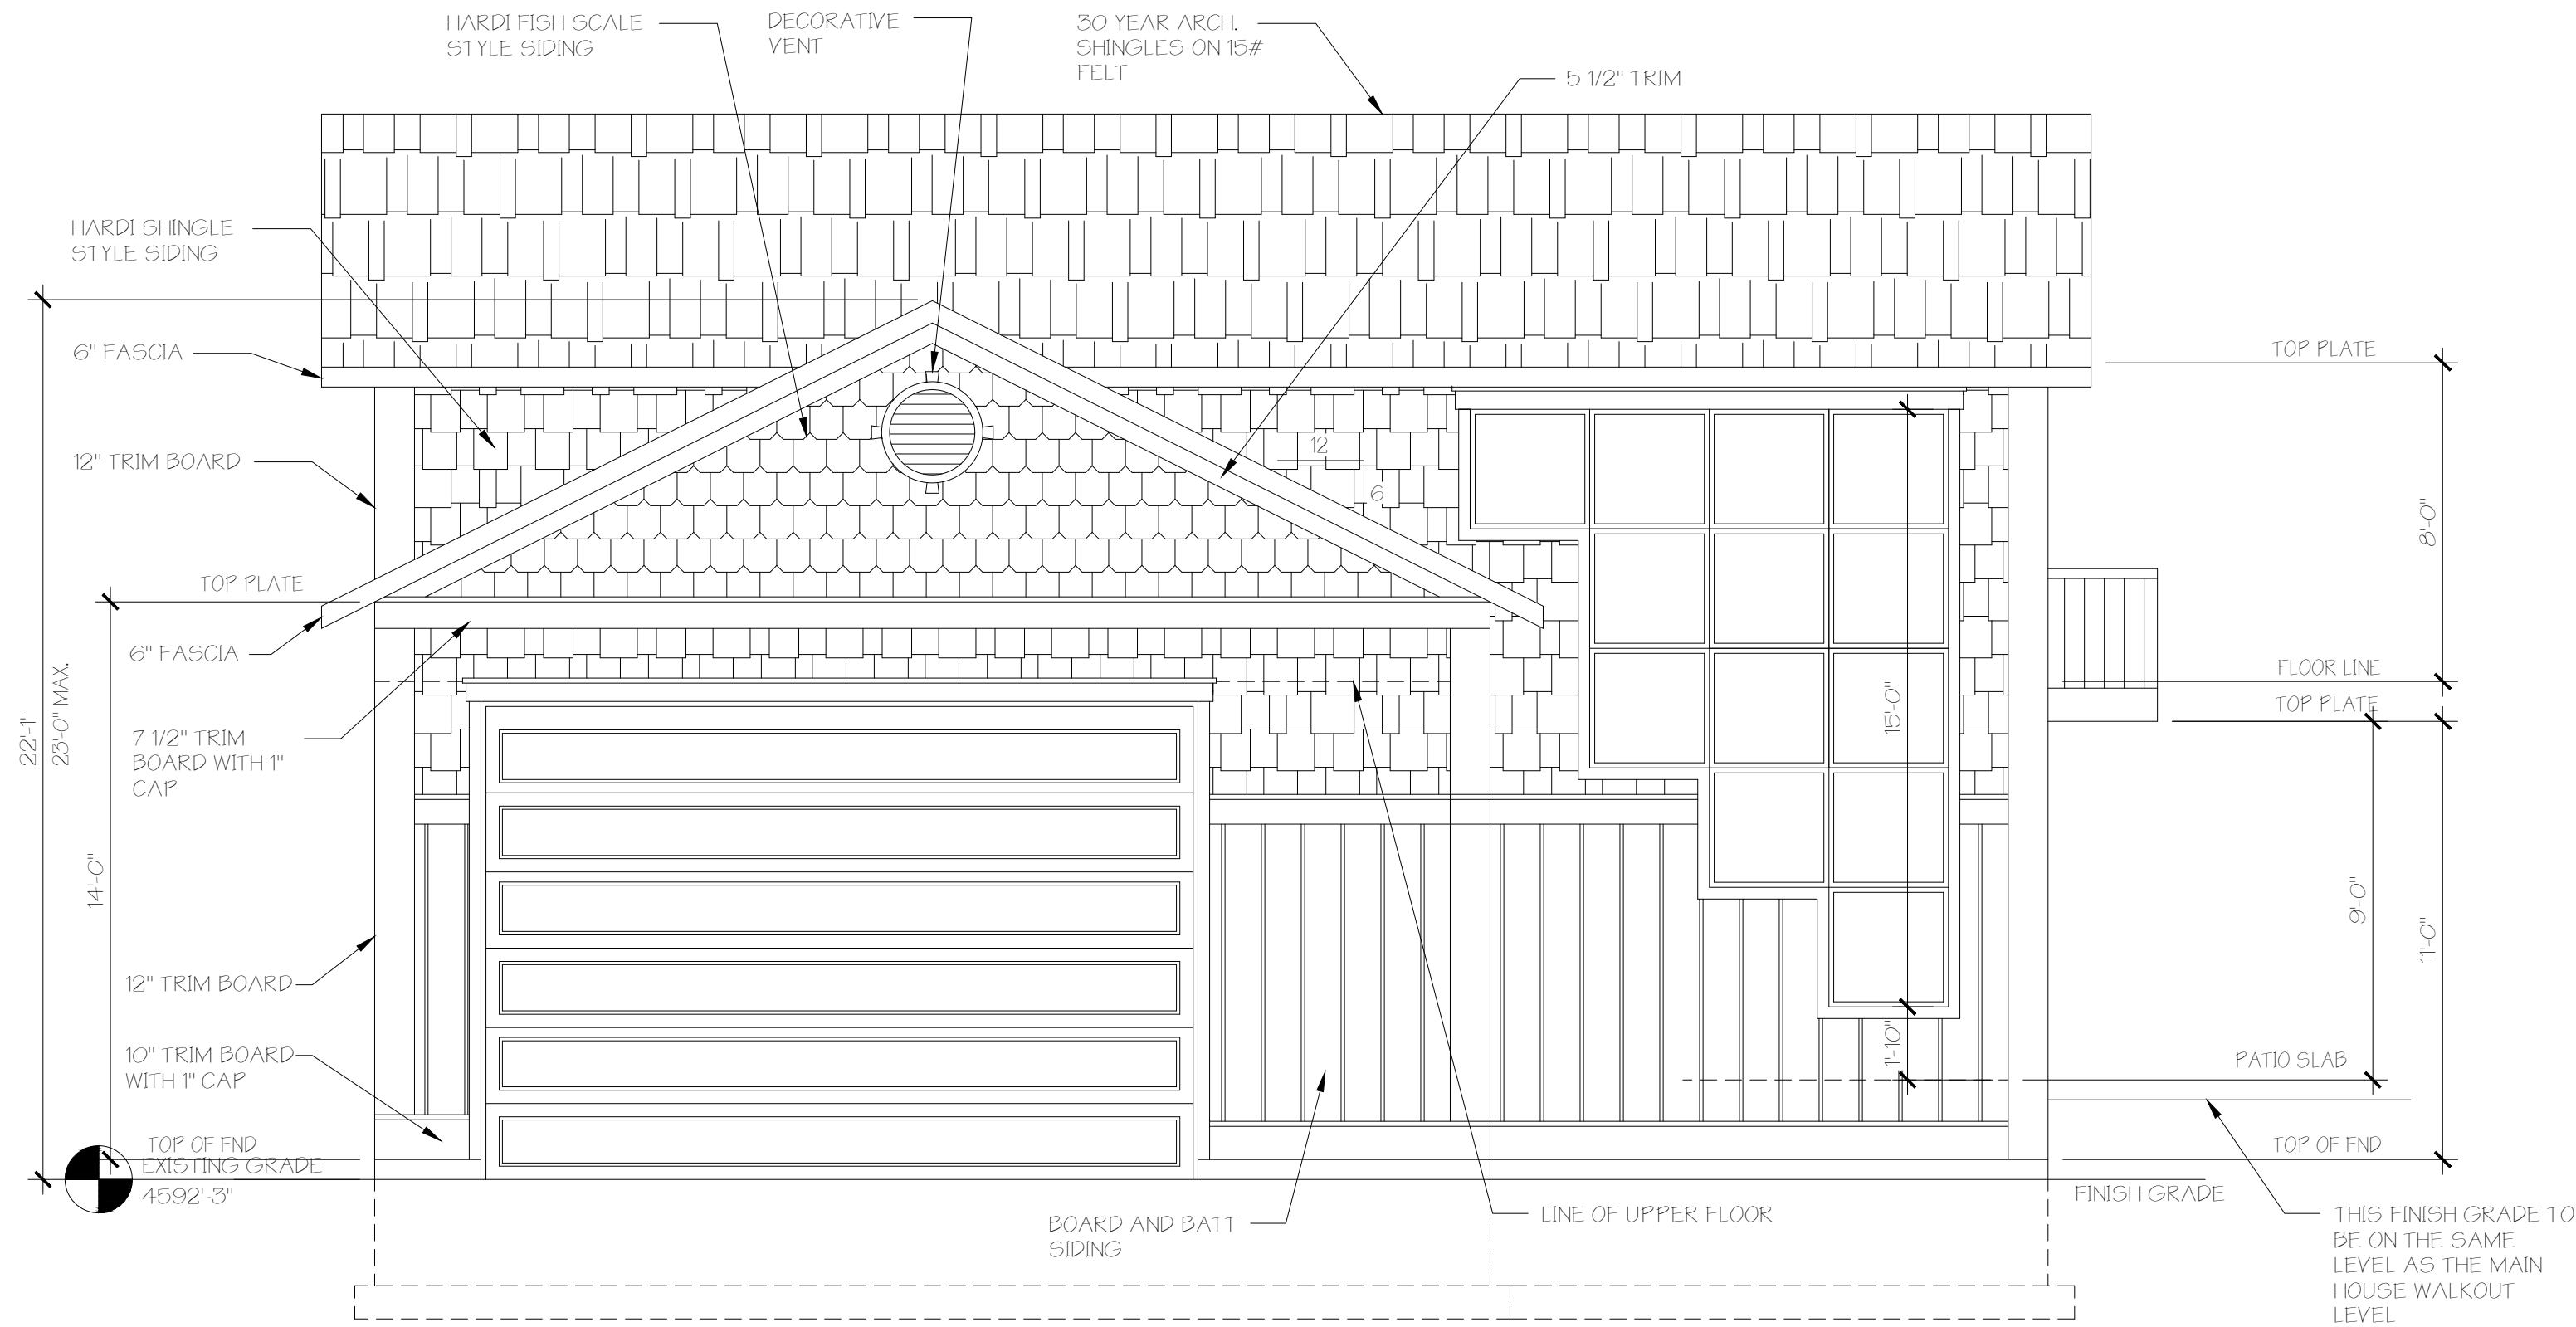 HARDI FISH SCALE
STYLE SIDING
DECORATIVE
VENT
30 YEAR ARCH.
SHINGLES ON 15#
FELT
5 1/2" TRIM
HARDI SHINGLE
STYLE SIDING
6" FASCIA
TOP PLATE
12
6
12" TRIM BOARD
8'-0"
TOP PLATE
6" FASCIA
FLOOR LINE
TOP PLATE
22'-1"
23'-0" MAX.
7 1/2" TRIM
BOARD WITH 1"
CAP
15'-0"
14'-0"
9'-0"
11'-0"
12" TRIM BOARD
10" TRIM BOARD
WITH 1" CAP
1'-10"
PATIO SLAB
TOP OF FND
EXISTING GRADE
4592'-3"
TOP OF FND
FINISH GRADE
BOARD AND BATT
SIDING
LINE OF UPPER FLOOR
THIS FINISH GRADE TO
BE ON THE SAME
LEVEL AS THE MAIN
HOUSE WALKOUT
LEVEL